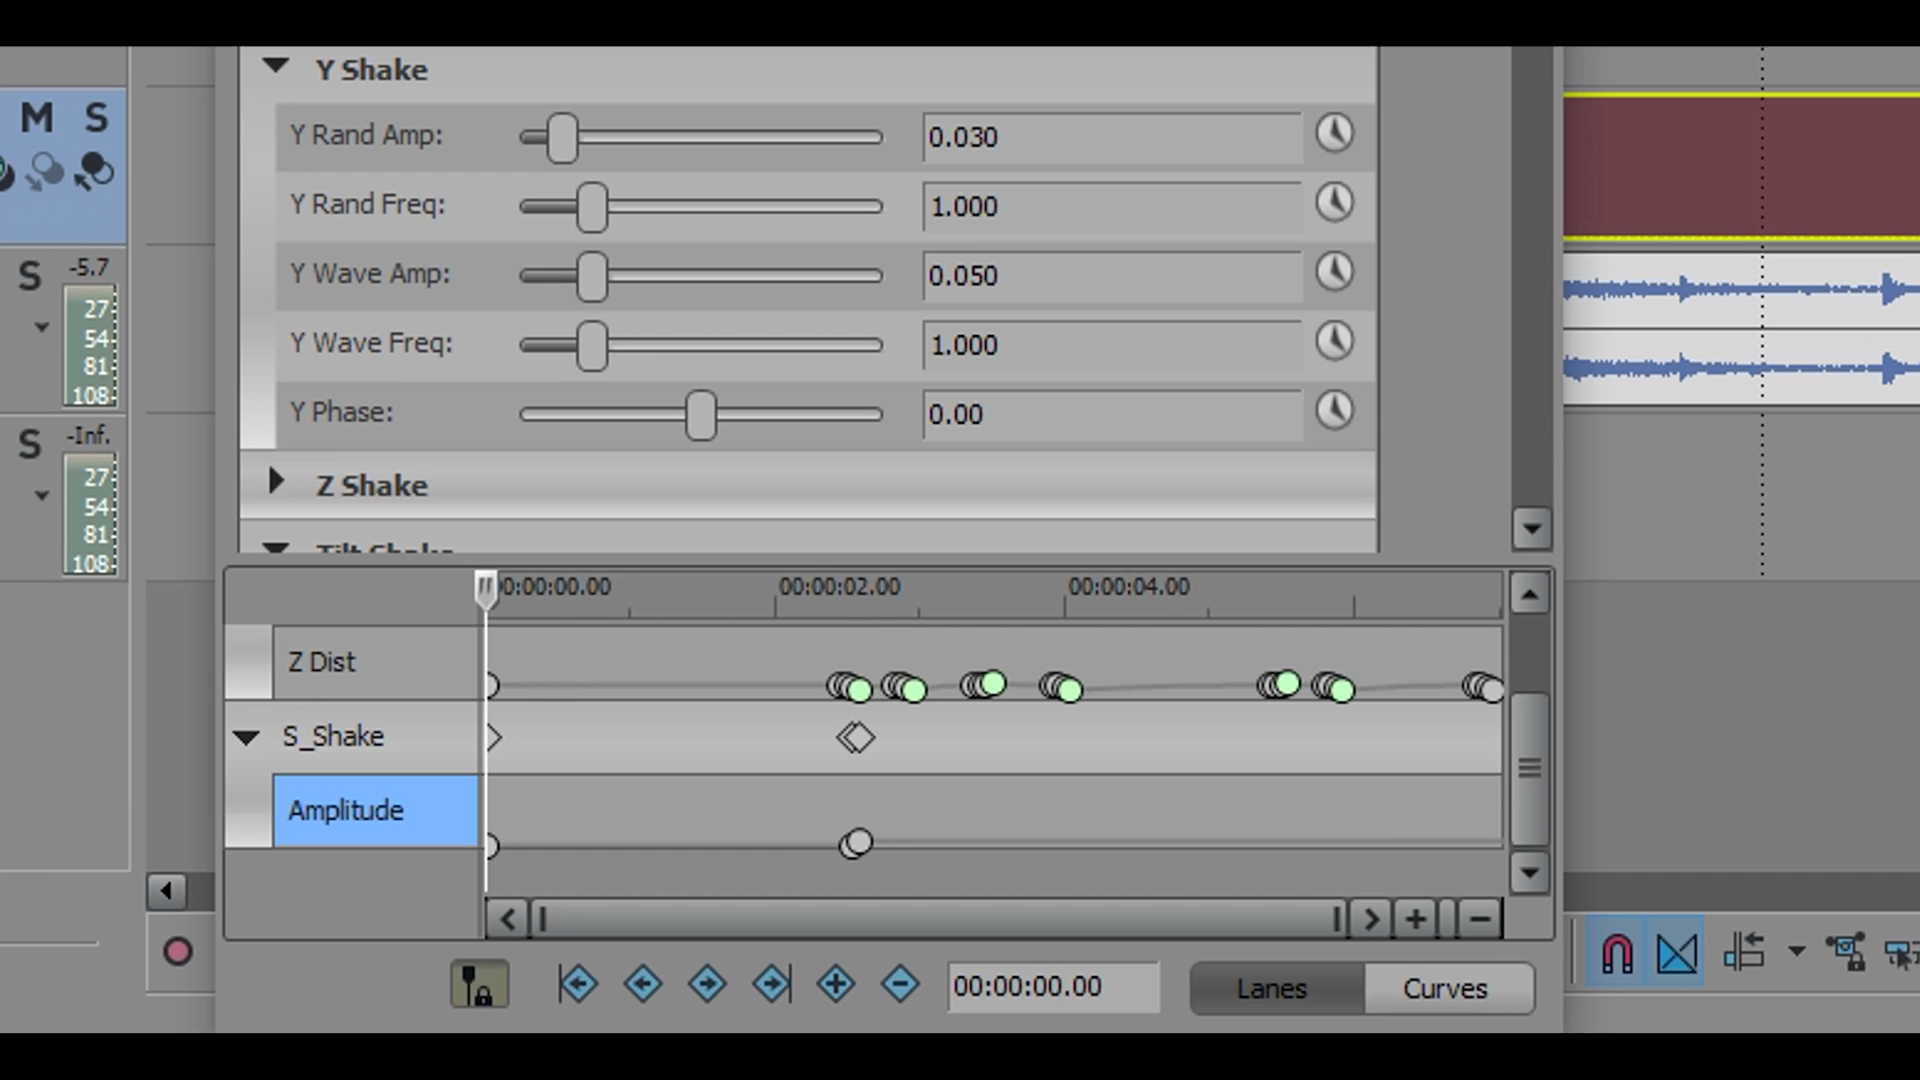 Y Shake
M S
Y Rand Amp: 0.030
Y Rand Freq: 1.000
S -5.7
Y Wave Amp: 0.050
27
54
81
108
Y Wave Freq: 1.000
Y Phase: 0.00
S -Inf.
27
54
81
108
Z Shake
Tilt Shake
00:00:00.00 00:00:02.00 00:00:04.00
Z Dist
S_Shake
Amplitude
00:00:00.00 Lanes Curves